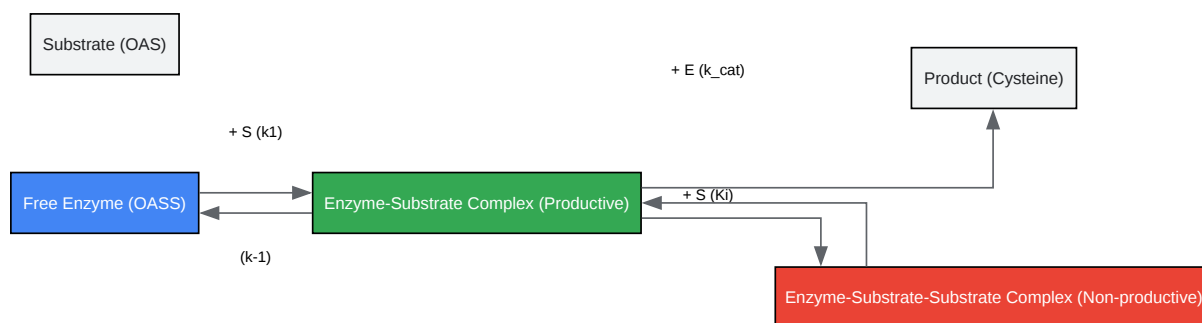 Substrate (OAS)
+ E (k_cat)
Product (Cysteine)
+ S (k1)
Free Enzyme (OASS)
Enzyme-Substrate Complex (Productive)
+ S (Ki)
(k-1)
Enzyme-Substrate-Substrate Complex (Non-productive)